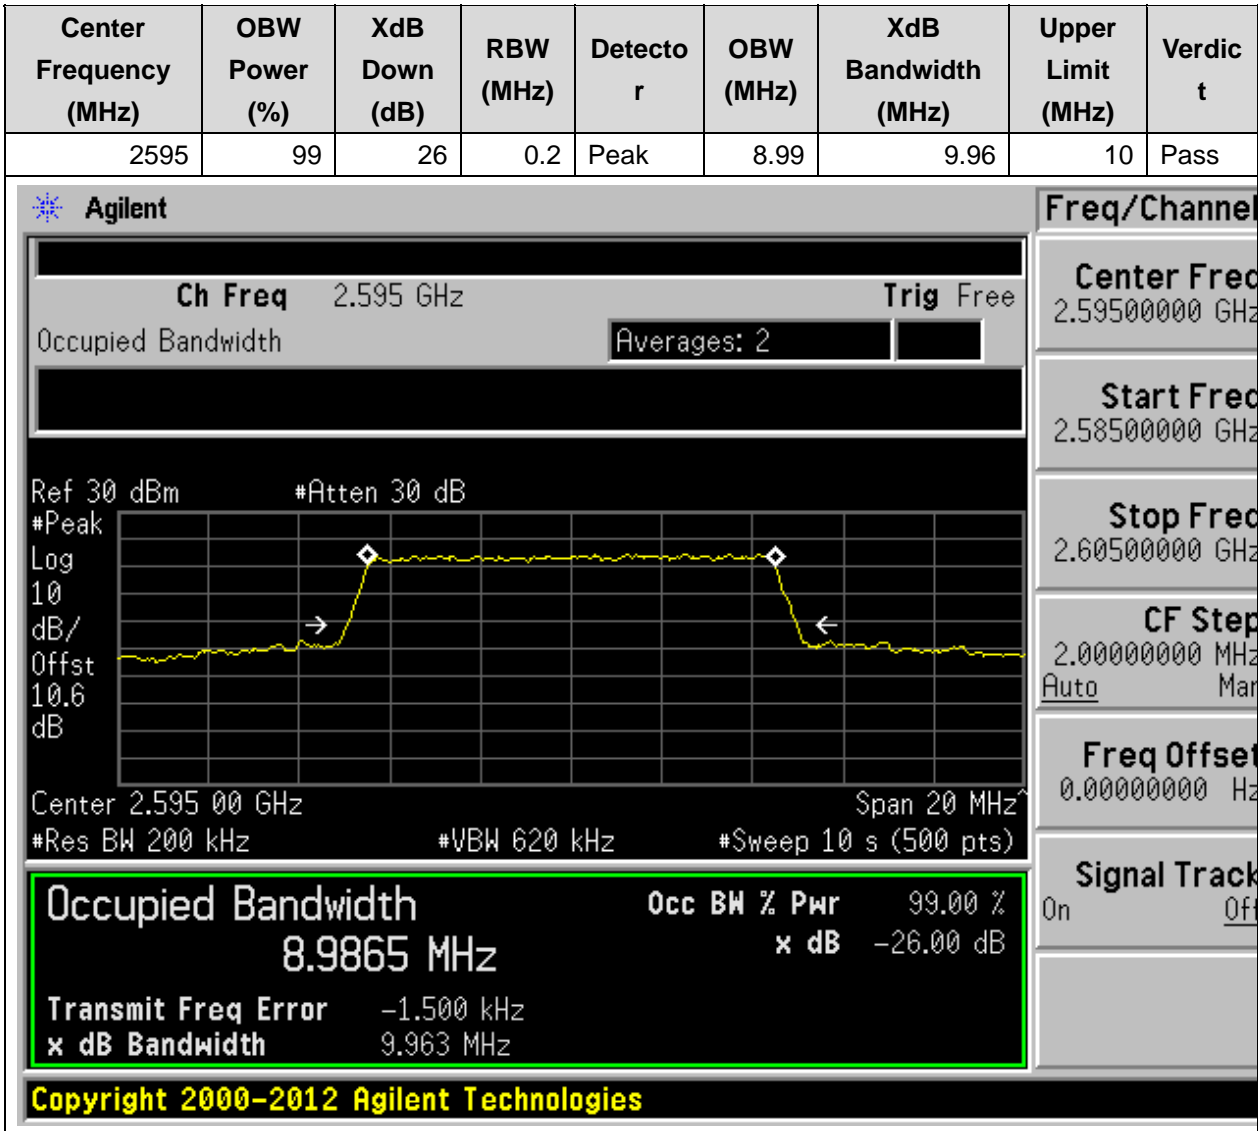 Center Frequency (MHz) OBW Power (%) XdB Down (dB) RBW (MHz) Detecto r OBW (MHz) XdB Bandwidth (MHz) Upper Limit (MHz) Verdic t
2595 99 26 0.2 Peak 8.99 9.96 10 Pass
Agilent
Freq/Channel
Ch Freq 2.595 GHz Trig Free
Occupied Bandwidth Averages: 2
Center Freq
2.59500000 GHz
Start Freq
2.58500000 GHz
Stop Freq
2.60500000 GHz
CF Step
2.00000000 MHz
Auto Man
Freq Offset
0.00000000 Hz
Signal Track
On Off
Ref 30 dBm #Atten 30 dB
#Peak
Log
10
dB/
Offst
10.6
dB
Center 2.595 00 GHz Span 20 MHz^
#Res BW 200 kHz #VBW 620 kHz #Sweep 10 s (500 pts)
Occupied Bandwidth Occ BW % Pwr 99.00 %
8.9865 MHz x dB -26.00 dB
Transmit Freq Error -1.500 kHz
x dB Bandwidth 9.963 MHz
Copyright 2000-2012 Agilent Technologies